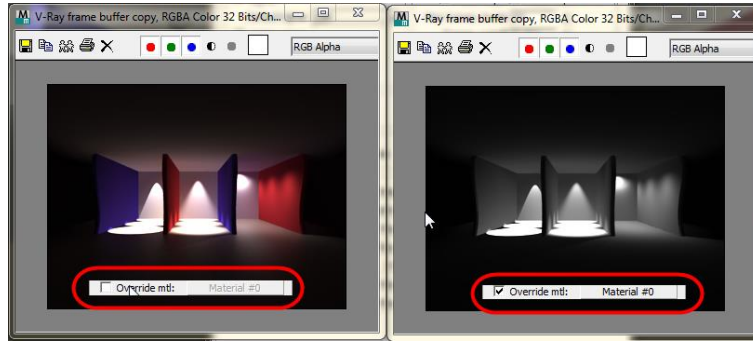 V-Ray frame buffer copy, RGBA Color 32 Bits/Ch...
RGB Alpha
Override mtl:
Material #0
V-Ray frame buffer copy, RGBA Color 32 Bits/Ch...
RGB Alpha
Override mtl:
Material #0